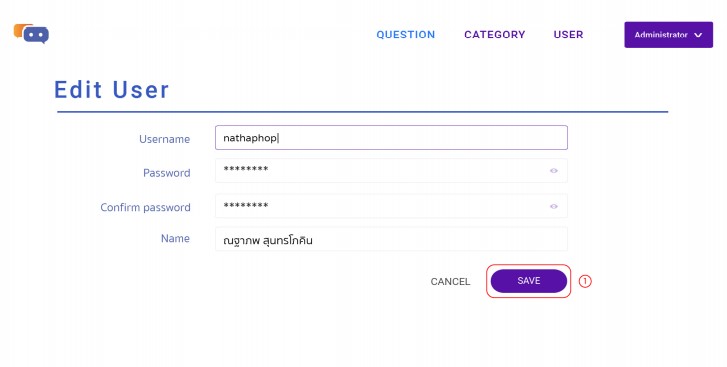 QUESTION CATEGORY USER Administrator
Edit User
Username nathaphop
Password ********
Confirm password ********
Name ณฐาภพ สุนทรโภคิน
CANCEL SAVE 1